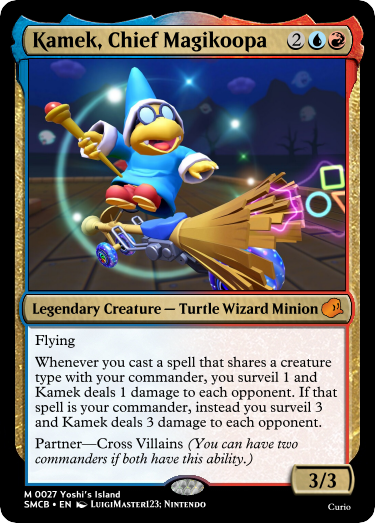 Kamek, Chief Magikoopa 2
Legendary Creature — Turtle Wizard Minion
Flying
Whenever you cast a spell that shares a creature
type with your commander, you surveil 1 and
Kamek deals 1 damage to each opponent. If that
spell is your commander, instead you surveil 3
and Kamek deals 3 damage to each opponent.
Partner—Cross Villains (You can have two
commanders if both have this ability.)
3/3
M 0027 Yoshi's Island
SMCB • EN LuigiMaster123; Nintendo
Curio